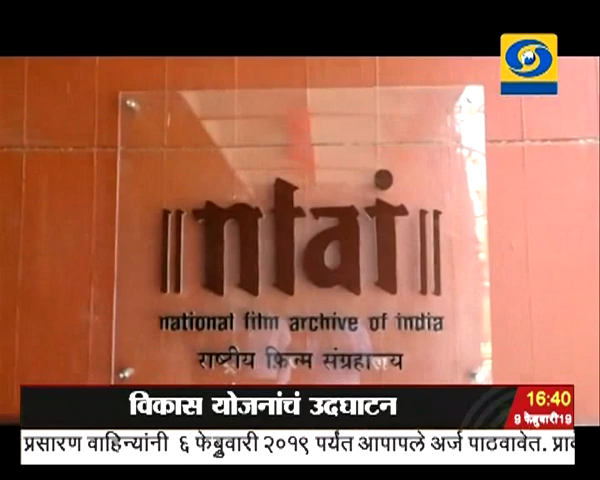 ||nfai||
national film archive of india
राष्ट्रीय फ़िल्म संग्रहालय
विकास योजनांचं उदघाटन
16:40
9 फेब्रुवारी19
प्रसारण वाहिन्यांनी ६ फेब्रुवारी २०१९ पर्यंत आपापले अर्ज पाठवावेत.